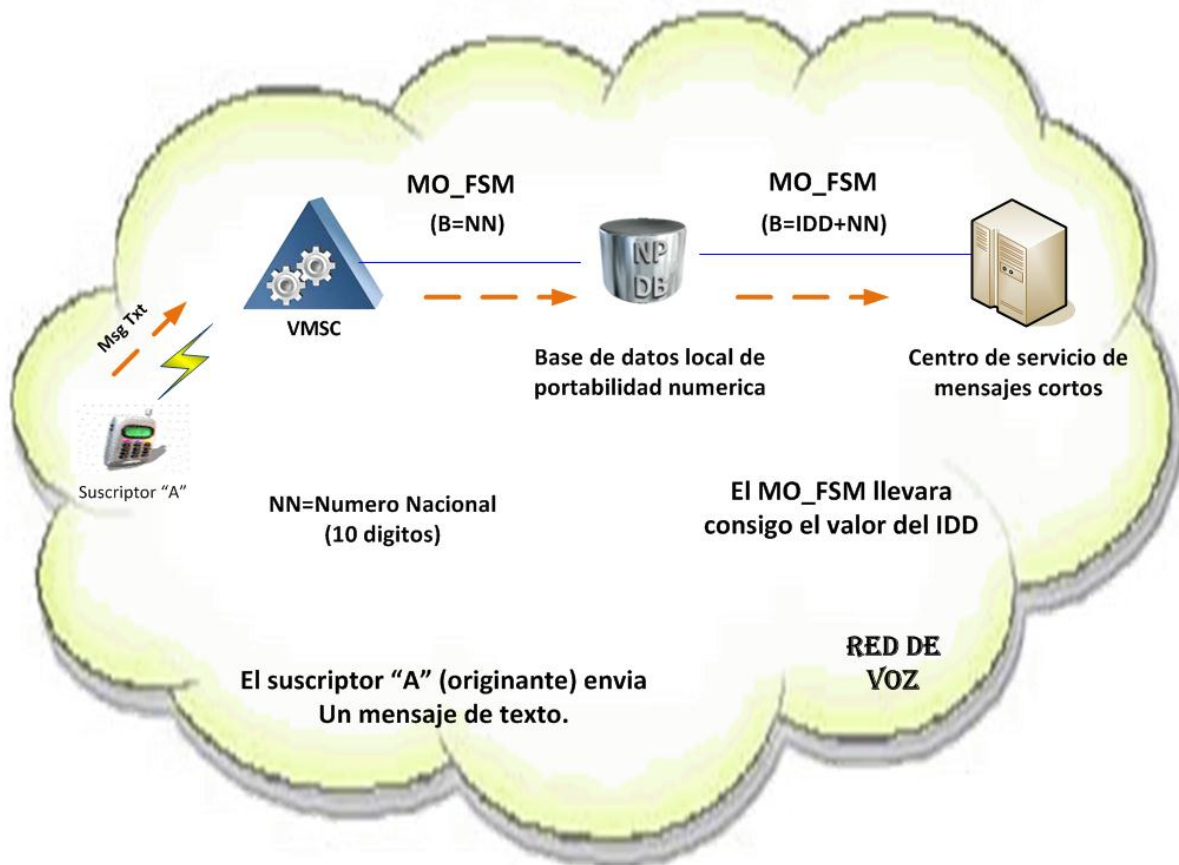 MO_FSM
(B=NN)
MO_FSM
(B=IDD+NN)
Msg Txt
VMSC
NP
DB
Base de datos local de
portabilidad numerica
Centro de servicio de
mensajes cortos
Suscriptor “A”
NN=Numero Nacional
(10 digitos)
El MO_FSM llevara
consigo el valor del IDD
RED DE
VOZ
El suscriptor “A” (originante) envia
Un mensaje de texto.